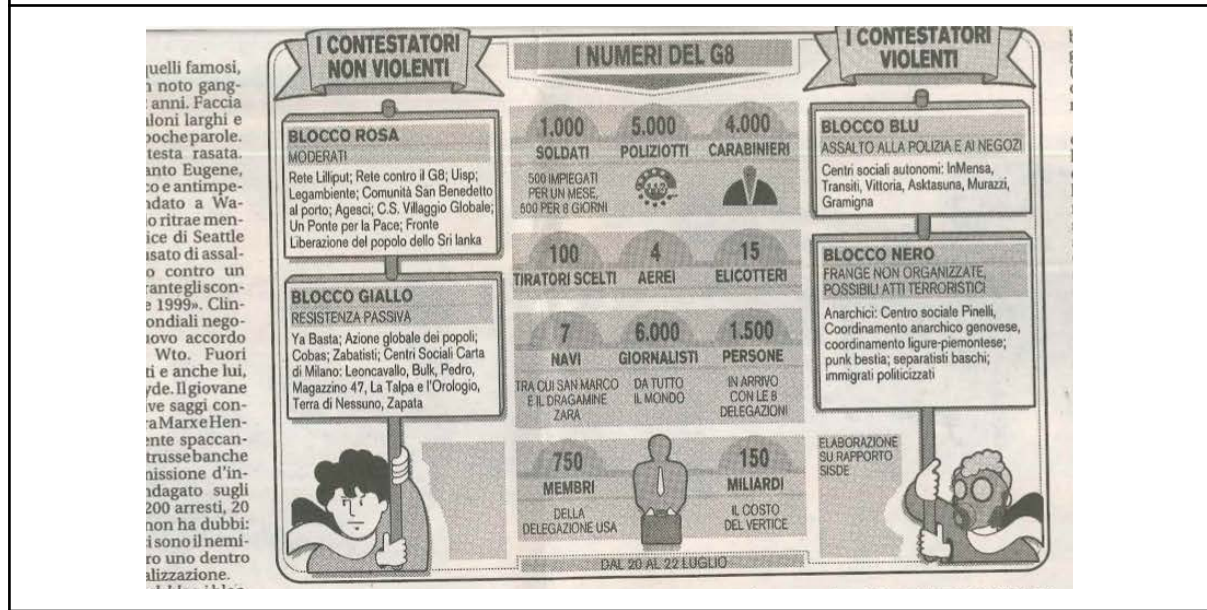 quelli famosi,
noto gang-
anni. Faccia
aloni larghi e
poche parole.
testa rasata.
anto Eugene,
co e antimpe-
ndato a Wa-
o ritrae men-
ice di Seattle
usato di assal-
o contro un
rante gli scon-
e 1999». Clin-
ondiali nego-
uovo accordo
Wto. Fuori
ti e anche lui,
yde. Il giovane
ve saggi con-
ra Marx e Hen-
ente spaccan-
trusse banche
missione d'in-
ndagato sugli
200 arresti, 20
non ha dubbi:
ti sono il nemi-
ro uno dentro
alizzazione.
I CONTESTATORI
NON VIOLENTI
BLOCCO ROSA
MODERATI
Rete Lilliput; Rete contro il G8; Uisp;
Legambiente; Comunità San Benedetto
al porto; Agesci; C.S. Villaggio Globale;
Un Ponte per la Pace; Fronte
Liberazione del popolo dello Sri lanka
BLOCCO GIALLO
RESISTENZA PASSIVA
Ya Basta; Azione globale dei popoli;
Cobas; Zabatisti; Centri Sociali Carta
di Milano: Leoncavallo, Bulk, Pedro,
Magazzino 47, La Talpa e l'Orologio,
Terra di Nessuno, Zapata
I NUMERI DEL G8
1.000 5.000 4.000
SOLDATI POLIZIOTTI CARABINIERI
500 IMPIEGATI
PER UN MESE,
500 PER 8 GIORNI
113
100 4 15
TIRATORI SCELTI AEREI ELICOTTERI
7 6.000 1.500
NAVI GIORNALISTI PERSONE
TRA CUI SAN MARCO DA TUTTO IN ARRIVO
E IL DRAGAMINE IL MONDO CON LE 8
ZARA DELEGAZIONI
750 150
MEMBRI MILIARDI
DELLA IL COSTO
DELEGAZIONE USA DEL VERTICE
DAL 20 AL 22 LUGLIO
I CONTESTATORI
VIOLENTI
BLOCCO BLU
ASSALTO ALLA POLIZIA E AI NEGOZI
Centri sociali autonomi: InMensa,
Transiti, Vittoria, Asktasuna, Murazzi,
Gramigna
BLOCCO NERO
FRANGE NON ORGANIZZATE,
POSSIBILI ATTI TERRORISTICI
Anarchici: Centro sociale Pinelli,
Coordinamento anarchico genovese,
coordinamento ligure-piemontese;
punk bestia; separatisti baschi;
immigrati politicizzati
ELABORAZIONE
SU RAPPORTO
SISDE